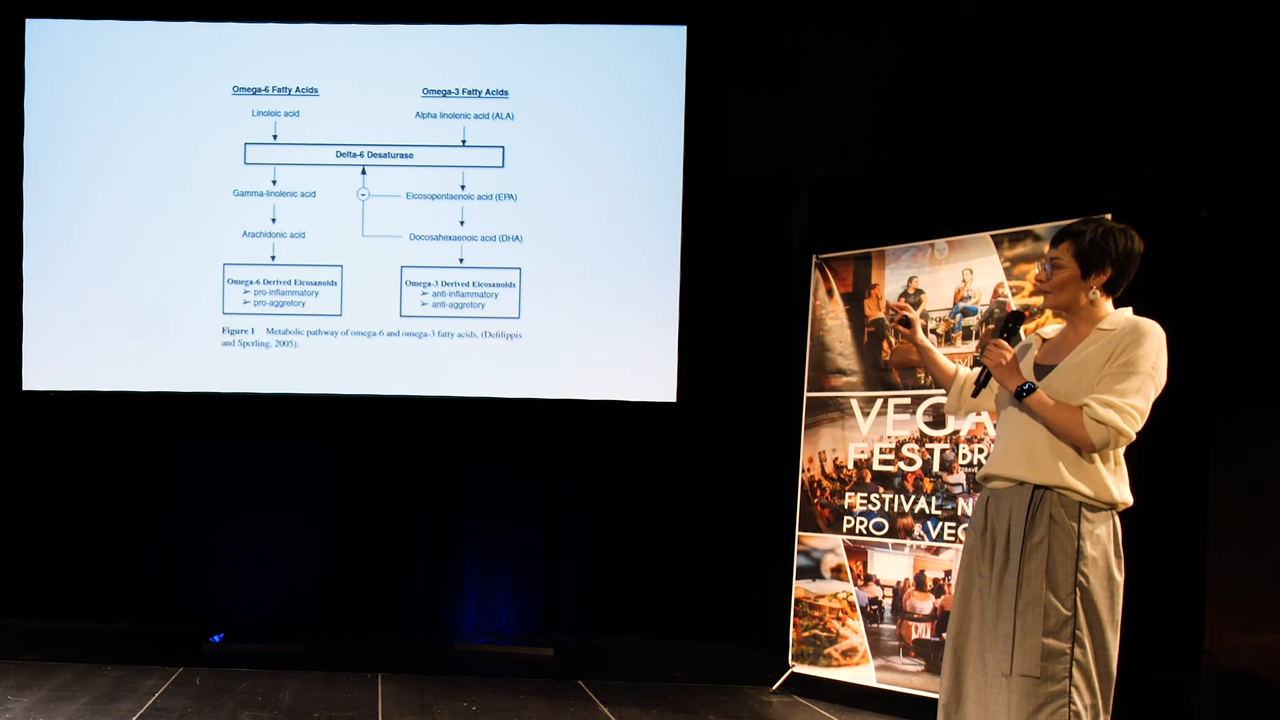 Omega-6 Fatty Acids
Omega-3 Fatty Acids
Linoleic acid
Alpha linolenic acid (ALA)
Delta-6 Desaturase
Gamma-linolenic acid
Eicosopentaenoic acid (EPA)
Arachidonic acid
Docosahexaenoic acid (DHA)
Omega-6 Derived Eicosanoids
➢ pro-inflammatory
➢ pro-aggretory
Omega-3 Derived Eicosanoids
➢ anti-inflammatory
➢ anti-aggretory
Figure 1 Metabolic pathway of omega-6 and omega-3 fatty acids. (Defilippis
and Sperling, 2005).
VEGA
FEST BR
FESTIVAL N
PRO VEG